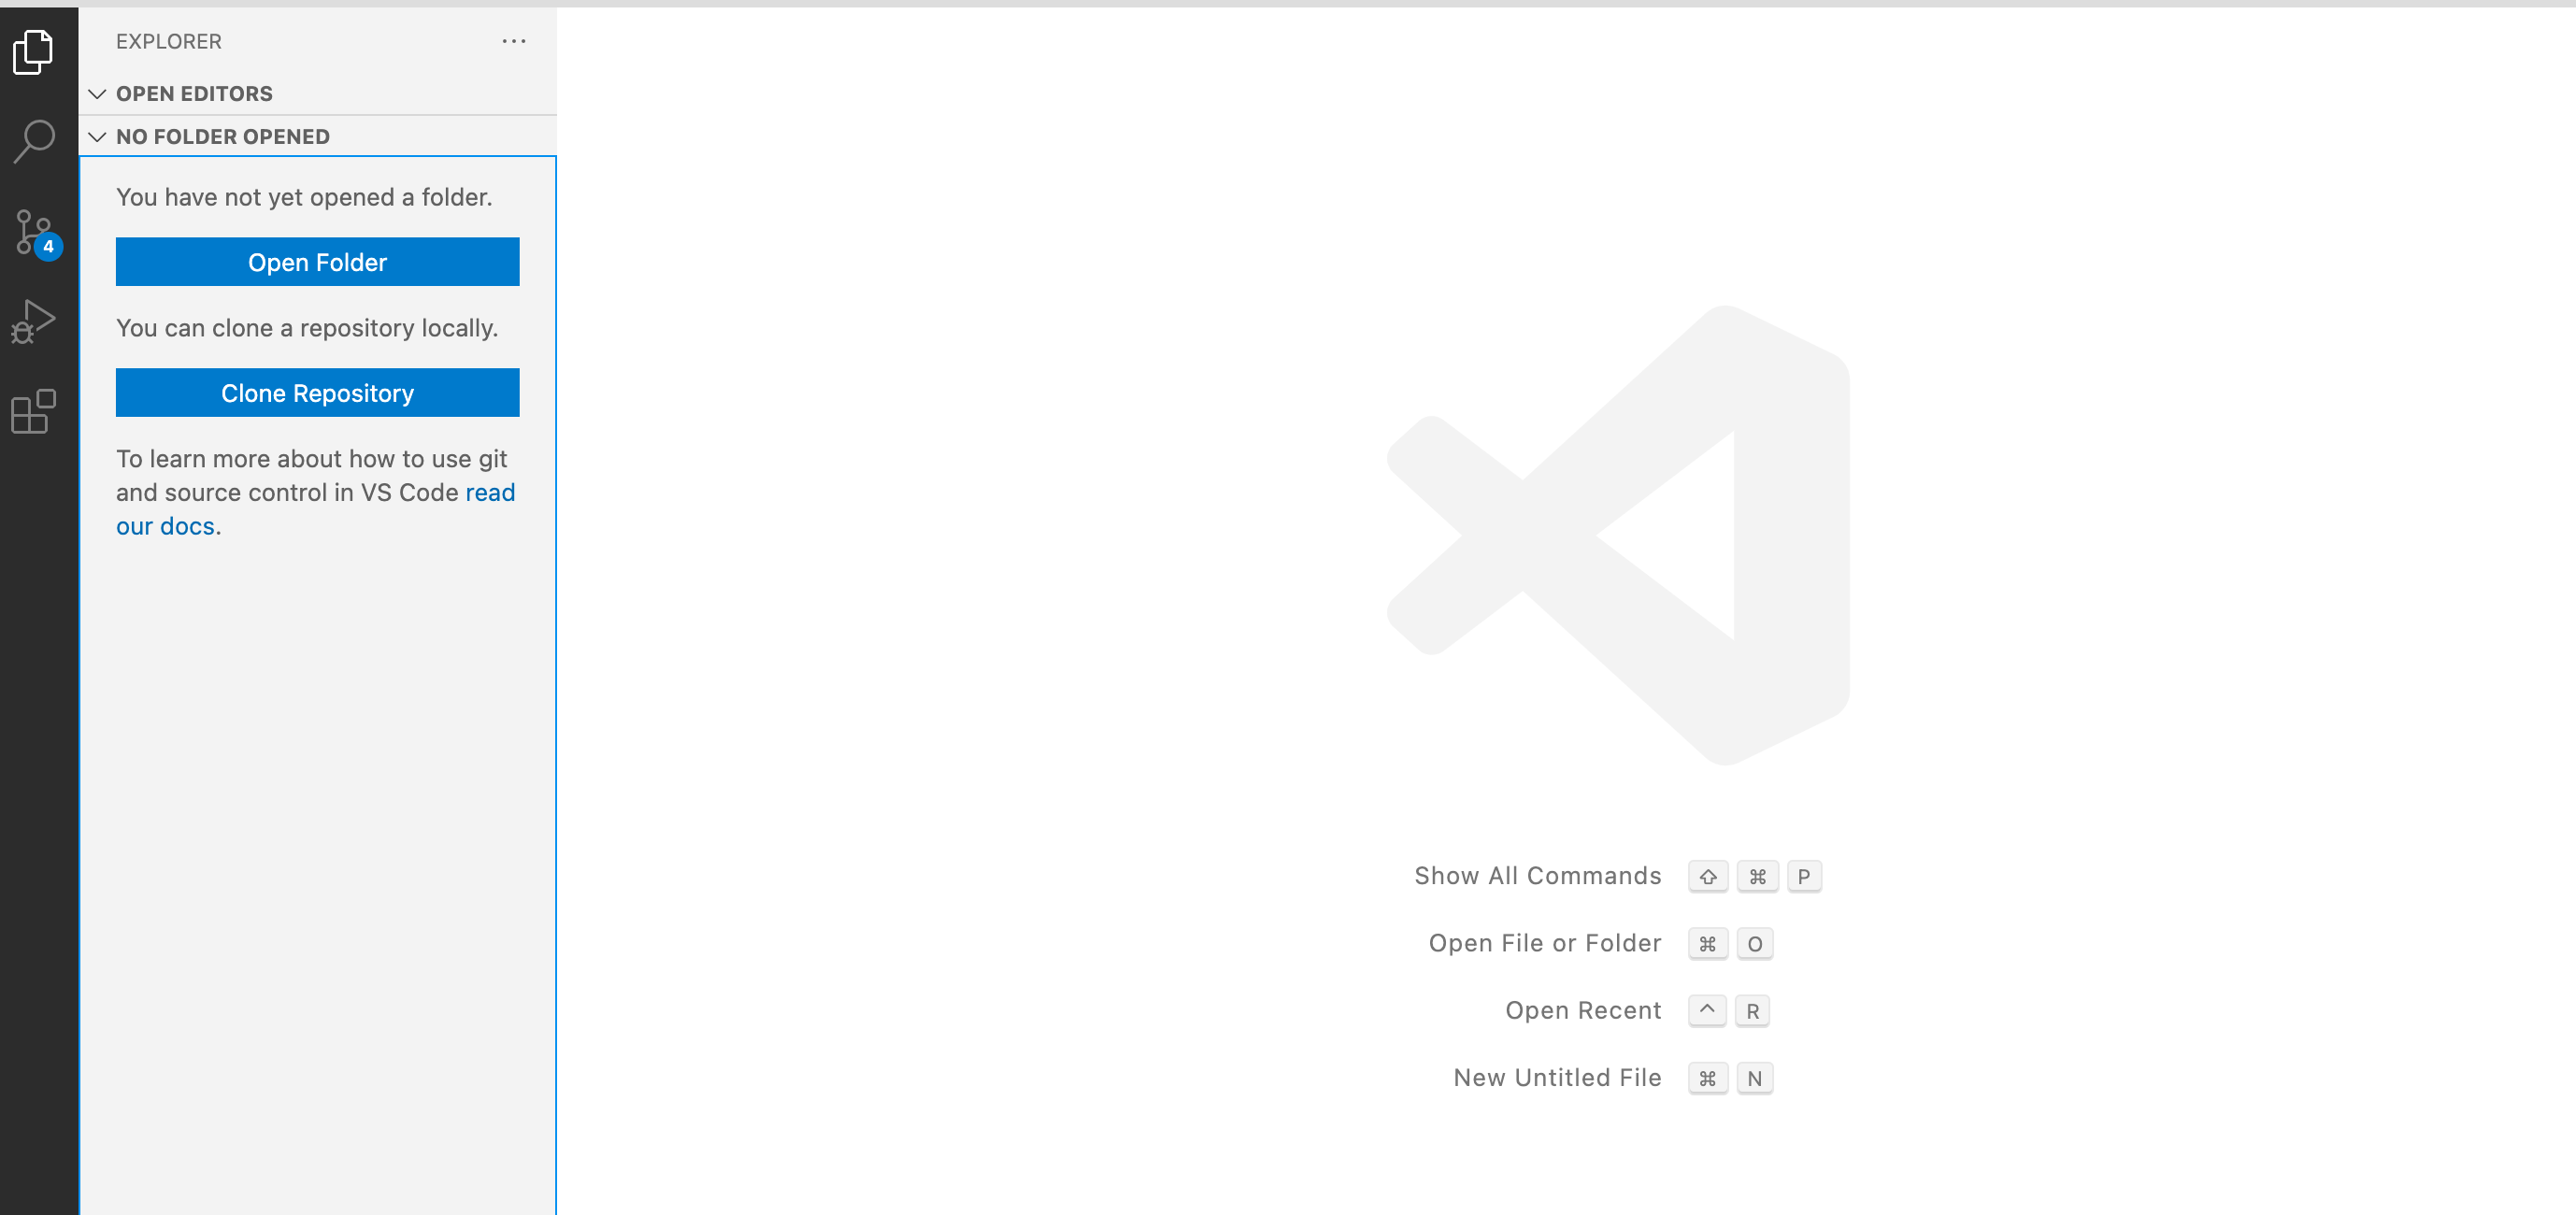 EXPLORER
OPEN EDITORS
NO FOLDER OPENED
You have not yet opened a folder.
4
Open Folder
You can clone a repository locally.
Clone Repository
To learn more about how to use git
and source control in VS Code read
our docs.
Show All Commands ⇧ ⌘ P
Open File or Folder ⌘ O
Open Recent ^ R
New Untitled File ⌘ N